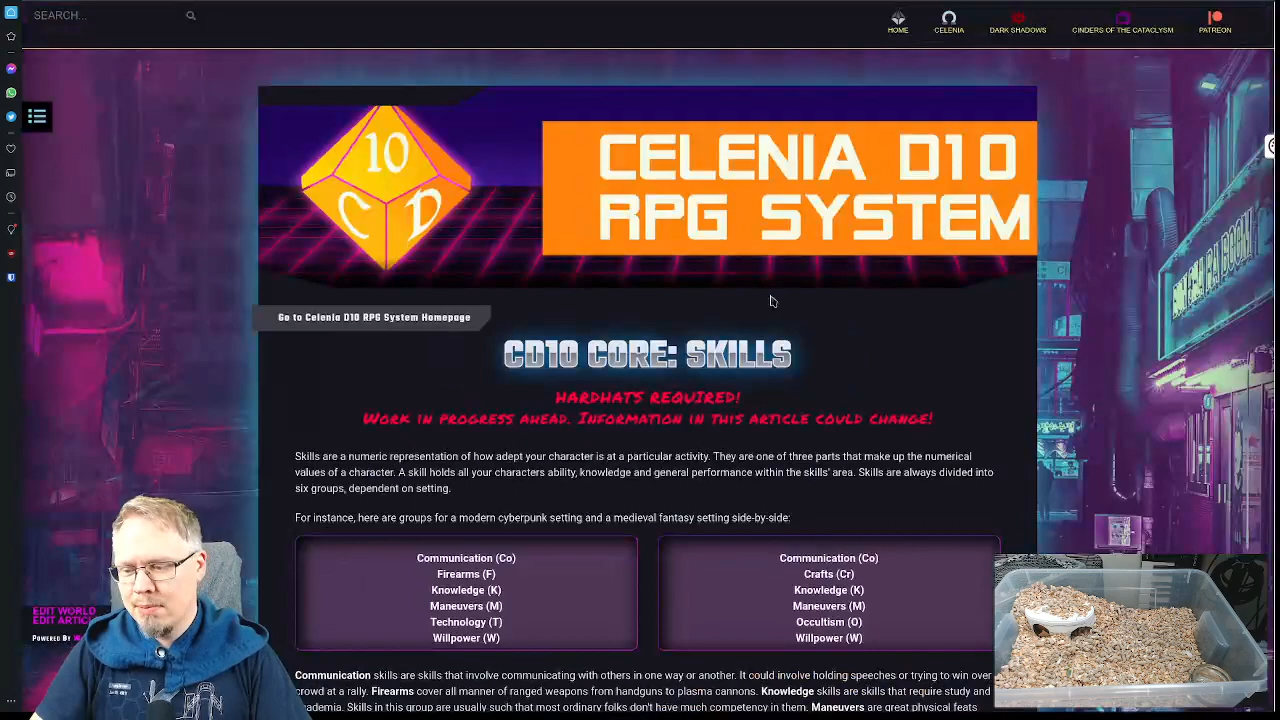 SEARCH...
HOME
CELENIA
DARK SHADOWS
CINDERS OF THE CATACLYSM
PATREON
10
C D
CELENIA D10
RPG SYSTEM
Go to Celenia D10 RPG System Homepage
CD10 CORE: SKILLS
HARDHATS REQUIRED!
WORK IN PROGRESS AHEAD. INFORMATION IN THIS ARTICLE COULD CHANGE!
Skills are a numeric representation of how adept your character is at a particular activity. They are one of three parts that make up the numerical
values of a character. A skill holds all your characters ability, knowledge and general performance within the skills' area. Skills are always divided into
six groups, dependent on setting.
For instance, here are groups for a modern cyberpunk setting and a medieval fantasy setting side-by-side:
Communication (Co)
Firearms (F)
Knowledge (K)
Maneuvers (M)
Technology (T)
Willpower (W)
Communication (Co)
Crafts (Cr)
Knowledge (K)
Maneuvers (M)
Occultism (O)
Willpower (W)
Communication skills are skills that involve communicating with others in one way or another. It could involve holding speeches or trying to win over
crowd at a rally. Firearms cover all manner of ranged weapons from handguns to plasma cannons. Knowledge skills are skills that require study and
Skills in this group are usually such that most ordinary folks don't have much competency in them. Maneuvers are great physical feats
EDIT WORLD
EDIT ARTIC
POWERED BY